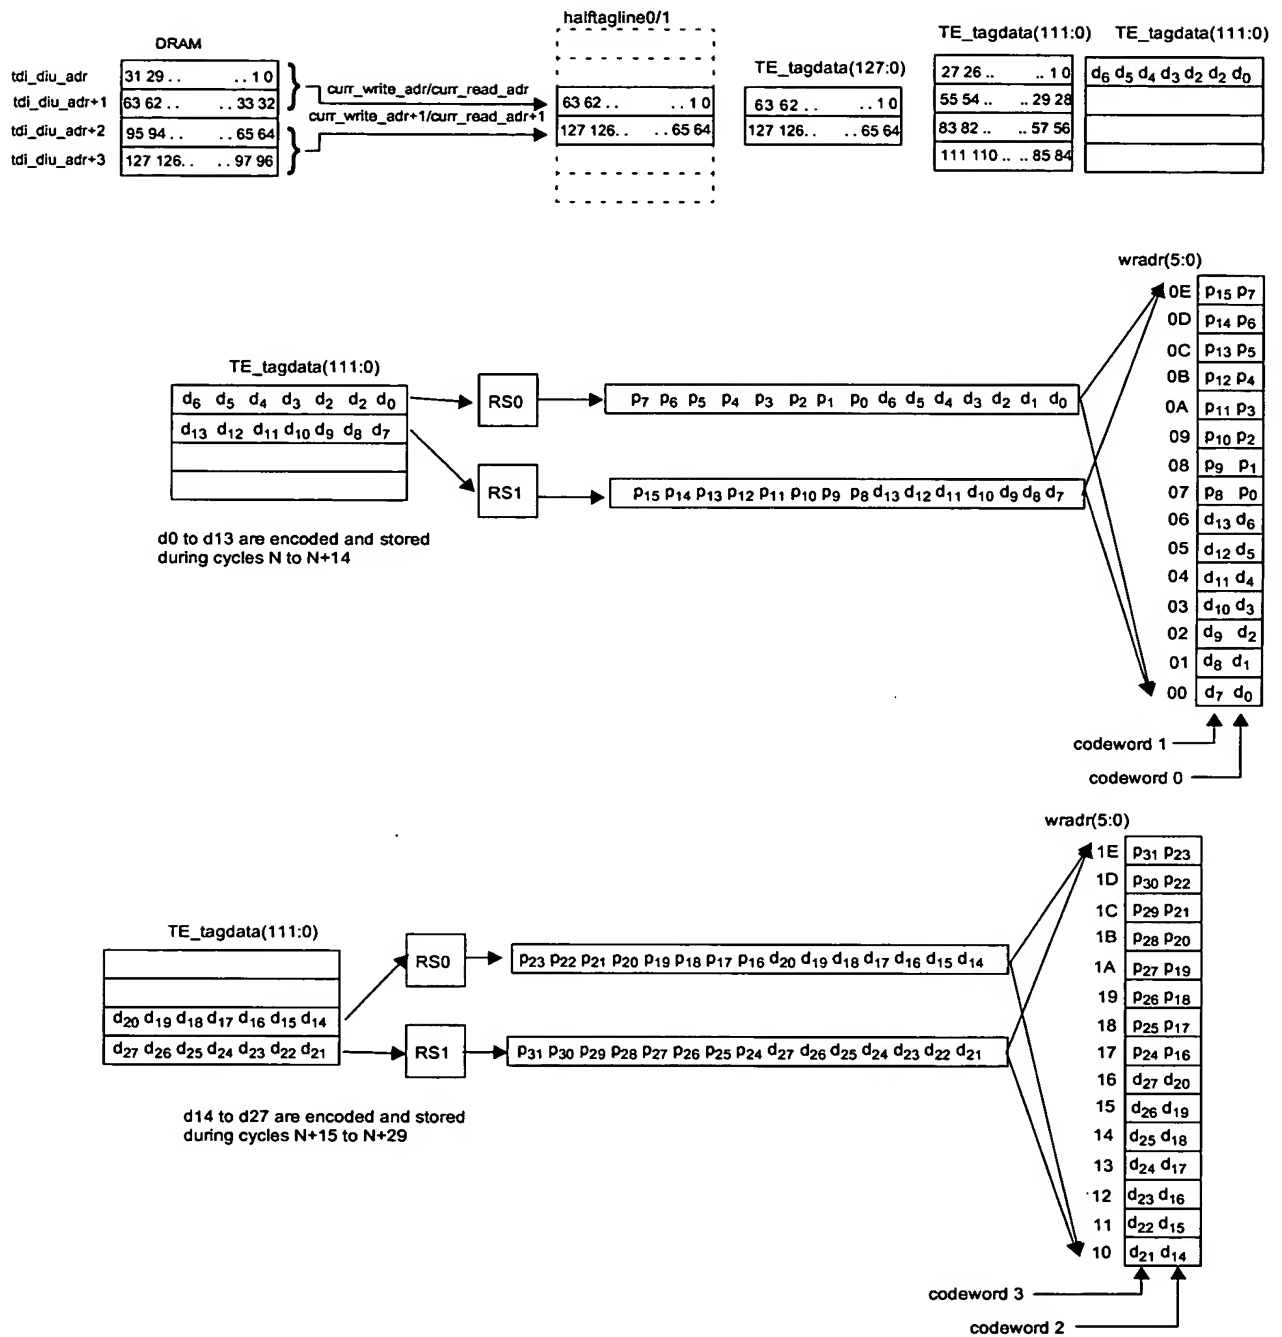 halftagline0/1
DRAM
TE_tagdata(111:0) TE_tagdata(111:0)
TE_tagdata(127:0)
tdi_diu_adr 31 29 . . . . 1 0
tdi_diu_adr+1 63 62 . . . . 33 32
tdi_diu_adr+2 95 94 . . . . 65 64
tdi_diu_adr+3 127 126. . . . 97 96
curr_write_adr/curr_read_adr
curr_write_adr+1/curr_read_adr+1
63 62 . . . . 1 0
127 126. . . . 65 64
63 62 . . . . 1 0
127 126. . . . 65 64
27 26 . . . . 1 0
55 54 . . . . 29 28
83 82 . . . . 57 56
111 110 . . . . 85 84
d6 d5 d4 d3 d2 d2 d0
wradr(5:0)
0E p15 p7
0D p14 p6
0C p13 p5
0B p12 p4
0A p11 p3
09 p10 p2
08 p9 p1
07 p8 p0
06 d13 d6
05 d12 d5
04 d11 d4
03 d10 d3
02 d9 d2
01 d8 d1
00 d7 d0
codeword 1
codeword 0
TE_tagdata(111:0)
d6 d5 d4 d3 d2 d2 d0
d13 d12 d11 d10 d9 d8 d7
RS0
p7 p6 p5 p4 p3 p2 p1 p0 d6 d5 d4 d3 d2 d1 d0
RS1
p15 p14 p13 p12 p11 p10 p9 p8 d13 d12 d11 d10 d9 d8 d7
d0 to d13 are encoded and stored
during cycles N to N+14
wradr(5:0)
1E p31 p23
1D p30 p22
1C p29 p21
1B p28 p20
1A p27 p19
19 p26 p18
18 p25 p17
17 p24 p16
16 d27 d20
15 d26 d19
14 d25 d18
13 d24 d17
12 d23 d16
11 d22 d15
10 d21 d14
codeword 3
codeword 2
TE_tagdata(111:0)
d20 d19 d18 d17 d16 d15 d14
d27 d26 d25 d24 d23 d22 d21
RS0
p23 p22 p21 p20 p19 p18 p17 p16 d20 d19 d18 d17 d16 d15 d14
RS1
p31 p30 p29 p28 p27 p26 p25 p24 d27 d26 d25 d24 d23 d22 d21
d14 to d27 are encoded and stored
during cycles N+15 to N+29